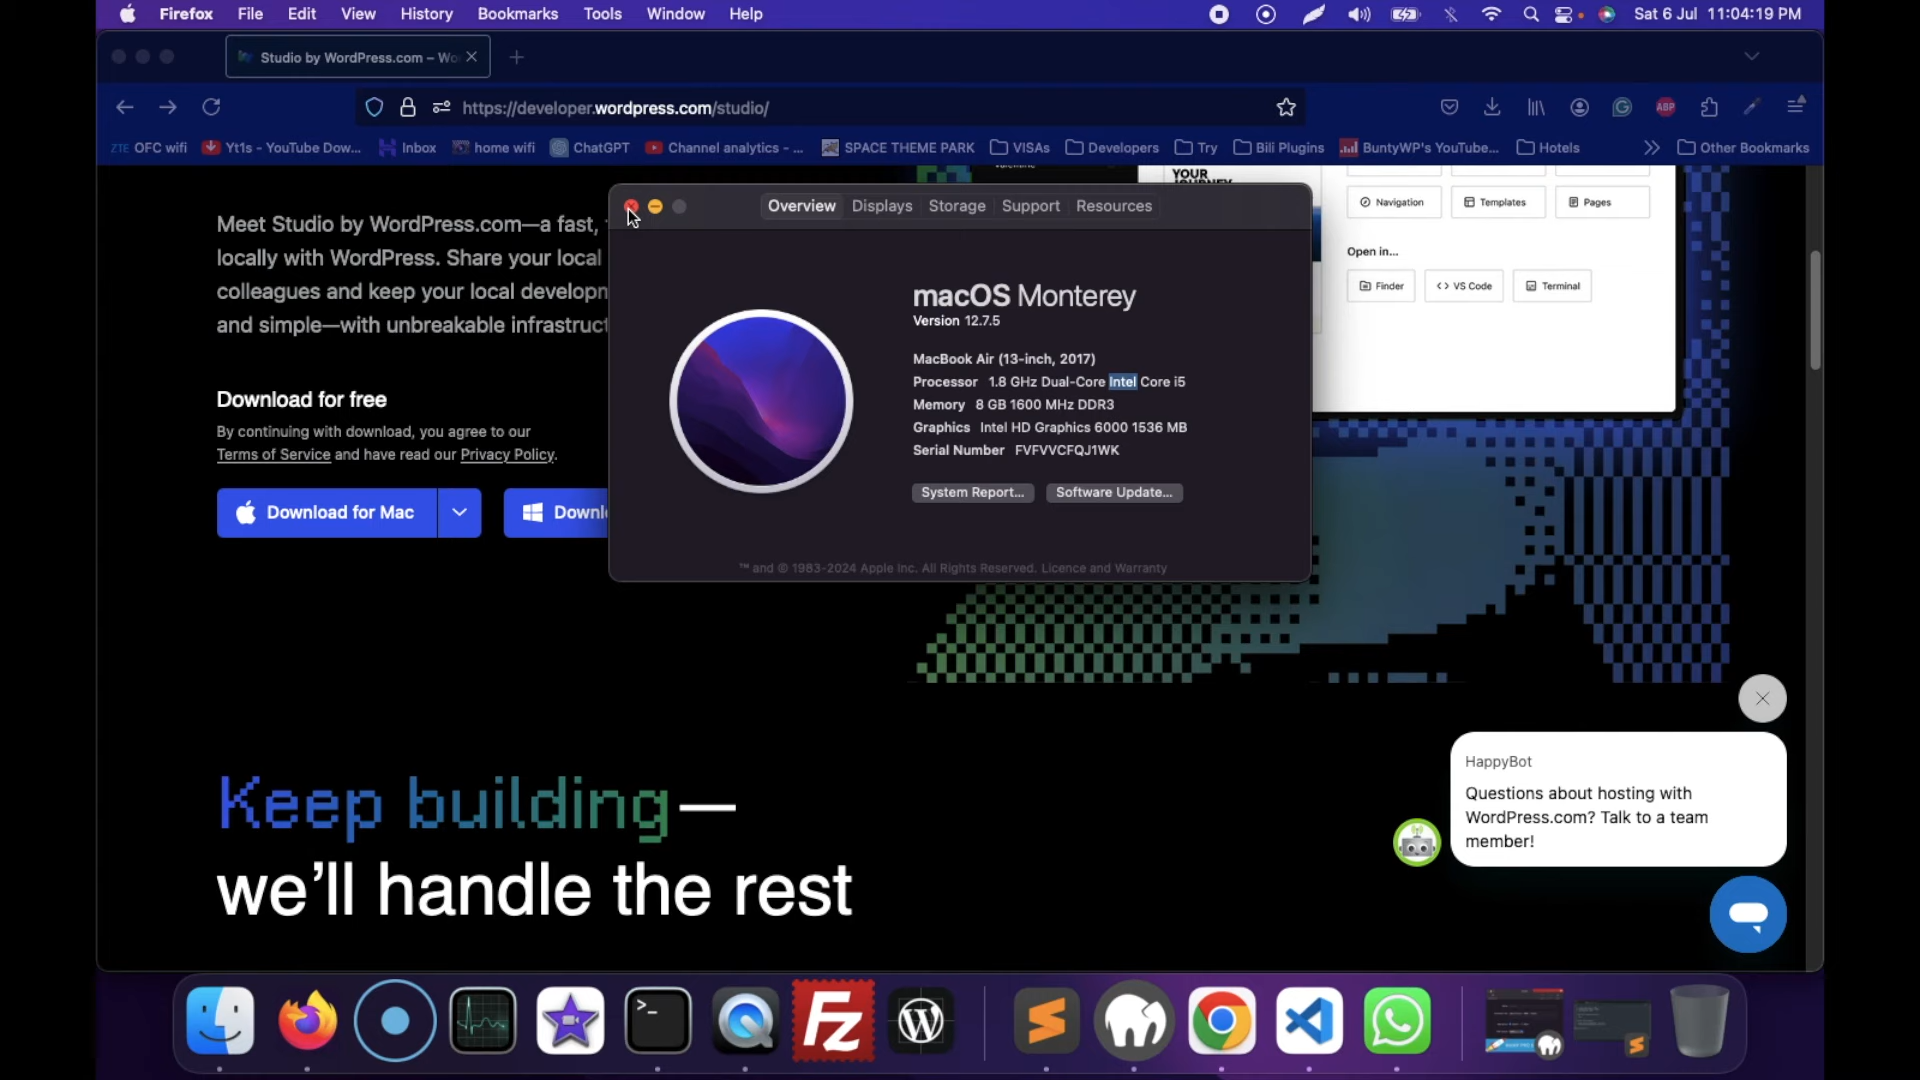 Firefox File Edit View History Bookmarks Tools Window Help Sat 6 Jul 11:04:19 PM
Studio by WordPress.com – Wo
https://developer.wordpress.com/studio/
ZTE OFC wifi Yt1s - YouTube Dow... Inbox home wifi ChatGPT Channel analytics - ... SPACE THEME PARK VISAs Developers Try Bili Plugins BuntyWP's YouTube... Hotels Other Bookmarks
ABP
YOUR
Navigation Templates Pages
Open in...
Finder VS Code Terminal
Meet Studio by WordPress.com—a fast,
locally with WordPress. Share your local
colleagues and keep your local developm
and simple—with unbreakable infrastruct
Download for free
By continuing with download, you agree to our
Terms of Service and have read our Privacy Policy.
Download for Mac Downl
Overview Displays Storage Support Resources
macOS Monterey
Version 12.7.5
MacBook Air (13-inch, 2017)
Processor 1.8 GHz Dual-Core Intel Core i5
Memory 8 GB 1600 MHz DDR3
Graphics Intel HD Graphics 6000 1536 MB
Serial Number FVFVVCFQJ1WK
System Report... Software Update...
™ and © 1983-2024 Apple Inc. All Rights Reserved. Licence and Warranty
Keep building—
we'll handle the rest
HappyBot
Questions about hosting with
WordPress.com? Talk to a team
member!
Fz